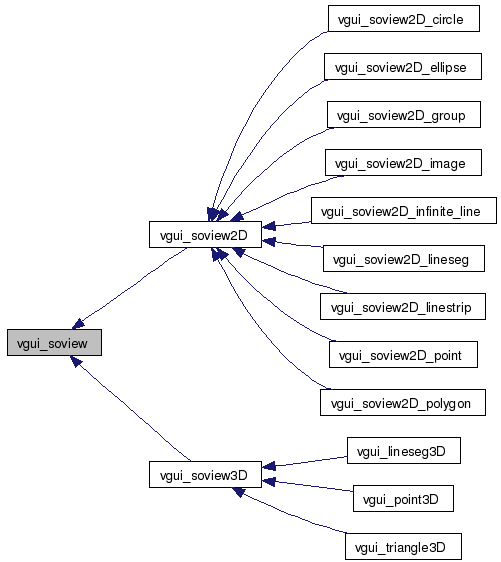 vgui_soview2D_circle
vgui_soview2D_ellipse
vgui_soview2D_group
vgui_soview2D_image
vgui_soview2D_infinite_line
vgui_soview2D
vgui_soview2D_lineseg
vgui_soview2D_linestrip
vgui_soview
vgui_soview2D_point
vgui_soview2D_polygon
vgui_lineseg3D
vgui_soview3D
vgui_point3D
vgui_triangle3D